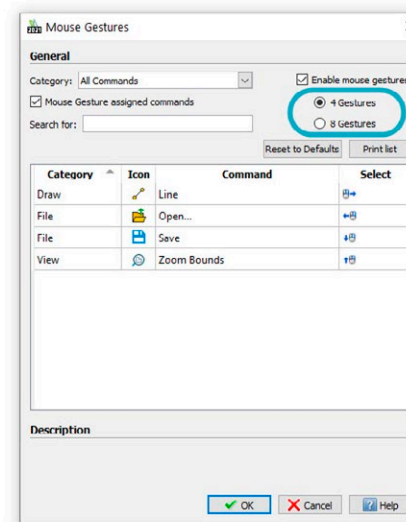 2021 Mouse Gestures
General
Category: All Commands
Enable mouse gestures
Mouse Gesture assigned commands
4 Gestures
Search for:
8 Gestures
Reset to Defaults Print list
Category Icon Command Select
Draw Line
File Open...
File Save
View Zoom Bounds
Description
OK Cancel Help